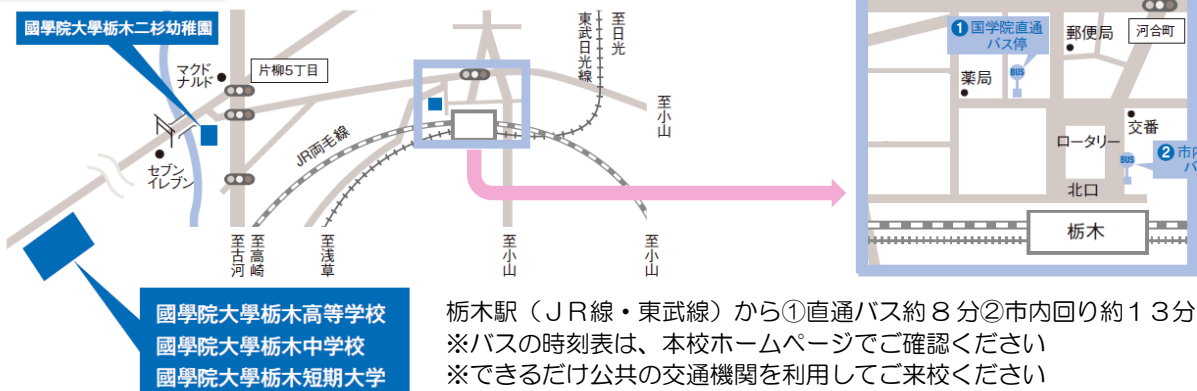 國學院大學栃木二杉幼稚園
マクド
ナルド
片柳5丁目
セブン
イレブン
JR両毛線
東武日光線
至日光
至小山
至古河
至高崎
至浅草
至小山
至小山
❶国学院直通
バス停
郵便局
河合町
薬局
BUS
交番
ロータリー
BUS
❷市内
北口
栃木
國學院大學栃木高等学校
國學院大學栃木中学校
國學院大學栃木短期大学
栃木駅（ＪＲ線・東武線）から①直通バス約８分②市内回り約１３分
※バスの時刻表は、本校ホームページでご確認ください
※できるだけ公共の交通機関を利用してご来校ください